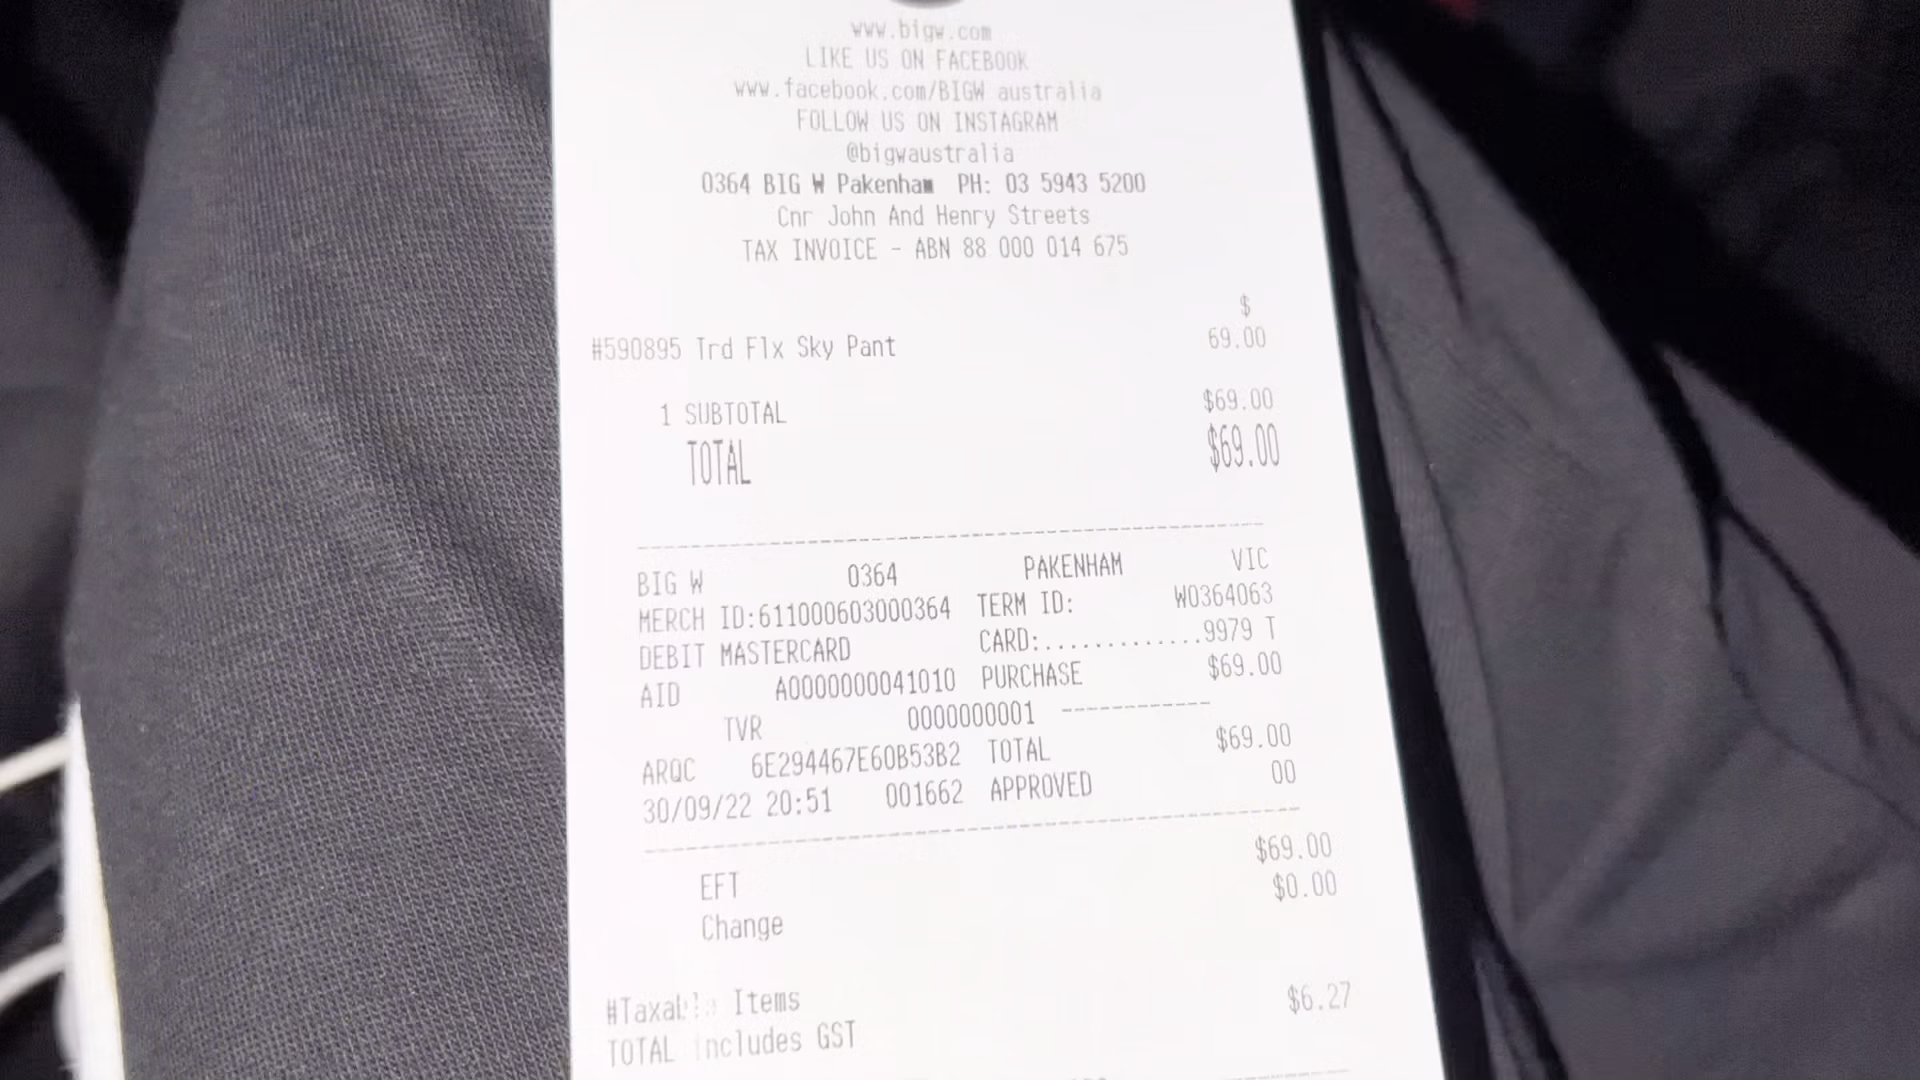 www.bigw.com
LIKE US ON FACEBOOK
www.facebook.com/BIGW australia
FOLLOW US ON INSTAGRAM
@bigwaustralia
0364 BIG W Pakenham PH: 03 5943 5200
Cnr John And Henry Streets
TAX INVOICE - ABN 88 000 014 675
$
#590895 Trd Flx Sky Pant 69.00
1 SUBTOTAL $69.00
TOTAL $69.00
BIG W 0364 PAKENHAM VIC
MERCH ID:611000603000364 TERM ID: W0364063
DEBIT MASTERCARD CARD:.............9979 T
AID A0000000041010 PURCHASE $69.00
TVR 0000000001 ------------
ARQC 6E294467E60B53B2 TOTAL $69.00
30/09/22 20:51 001662 APPROVED 00
EFT $69.00
Change $0.00
#Taxable Items
TOTAL includes GST $6.27